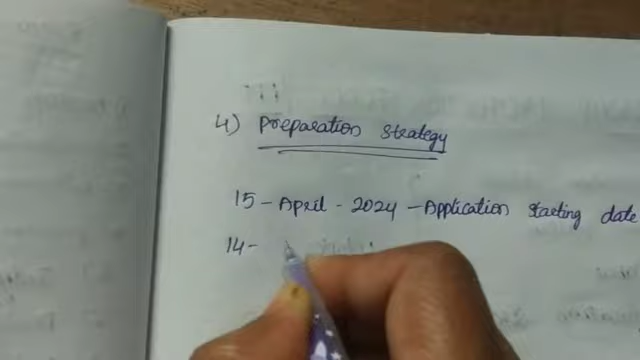 4) Preparation Strategy
15 - April - 2024 - Application Starting date
14 -